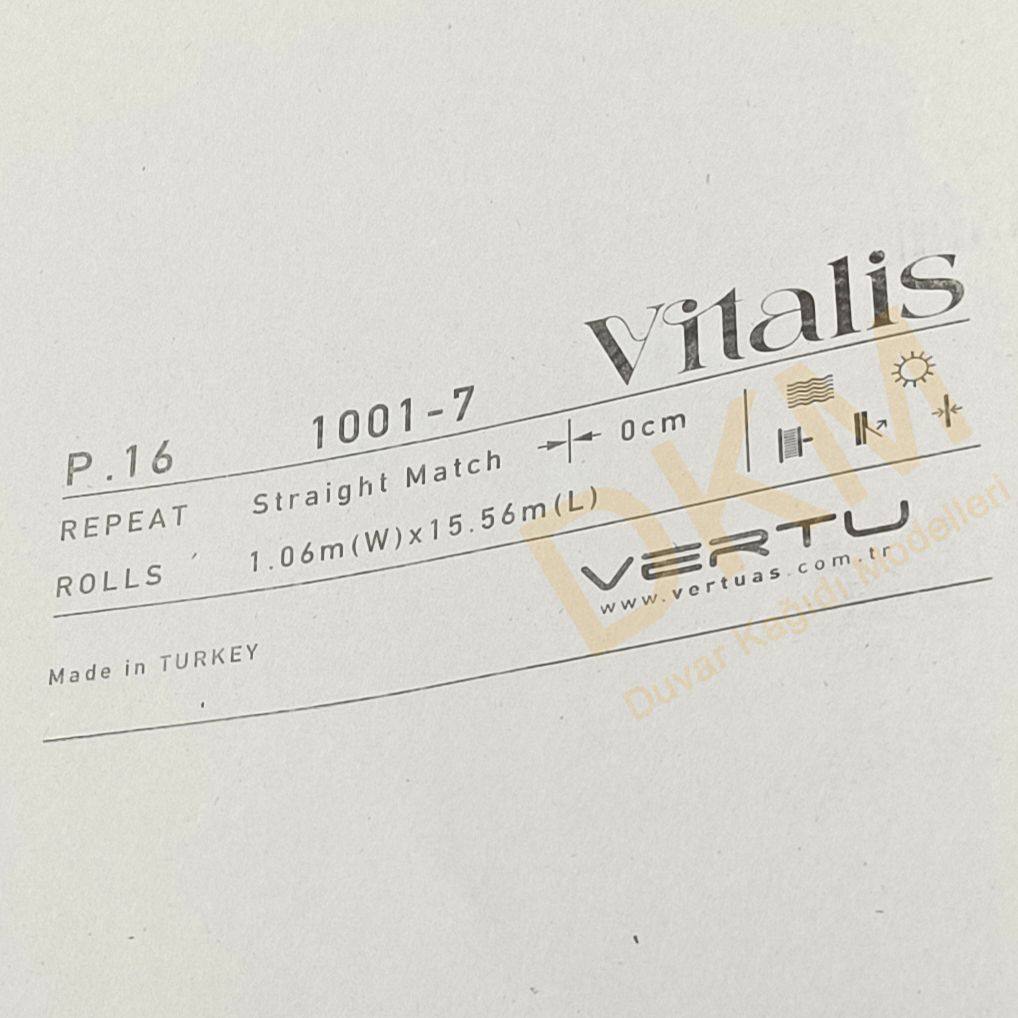 Vitalis
P.16 1001-7
REPEAT Straight Match 0cm
ROLLS 1.06m(W)x15.56m(L)
VERTU
www.vertuas.com.tr
Made in TURKEY
DKM
Duvar Kağıdı Modelleri